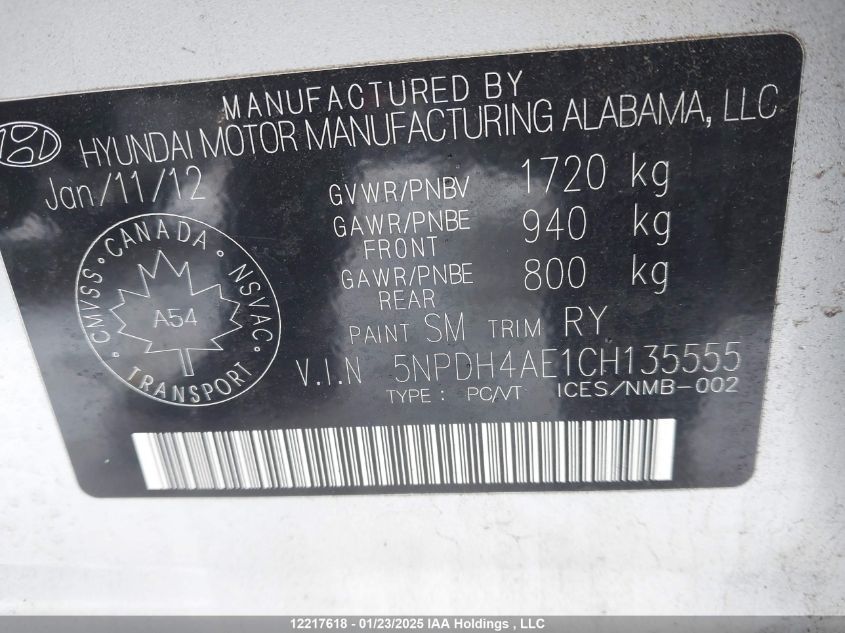 MANUFACTURED BY
HYUNDAI MOTOR MANUFACTURING ALABAMA, LLC
Jan/11/12
GVWR/PNBV 1720 kg
GAWR/PNBE FRONT 940 kg
GAWR/PNBE REAR 800 kg
PAINT SM TRIM RY
V.I.N 5NPDH4AE1CH135555
TYPE : PC/VT ICES/NMB-002
CMVSS • CANADA • NSVAC •
A54
TRANSPORT
12217618 - 01/23/2025 IAA Holdings , LLC